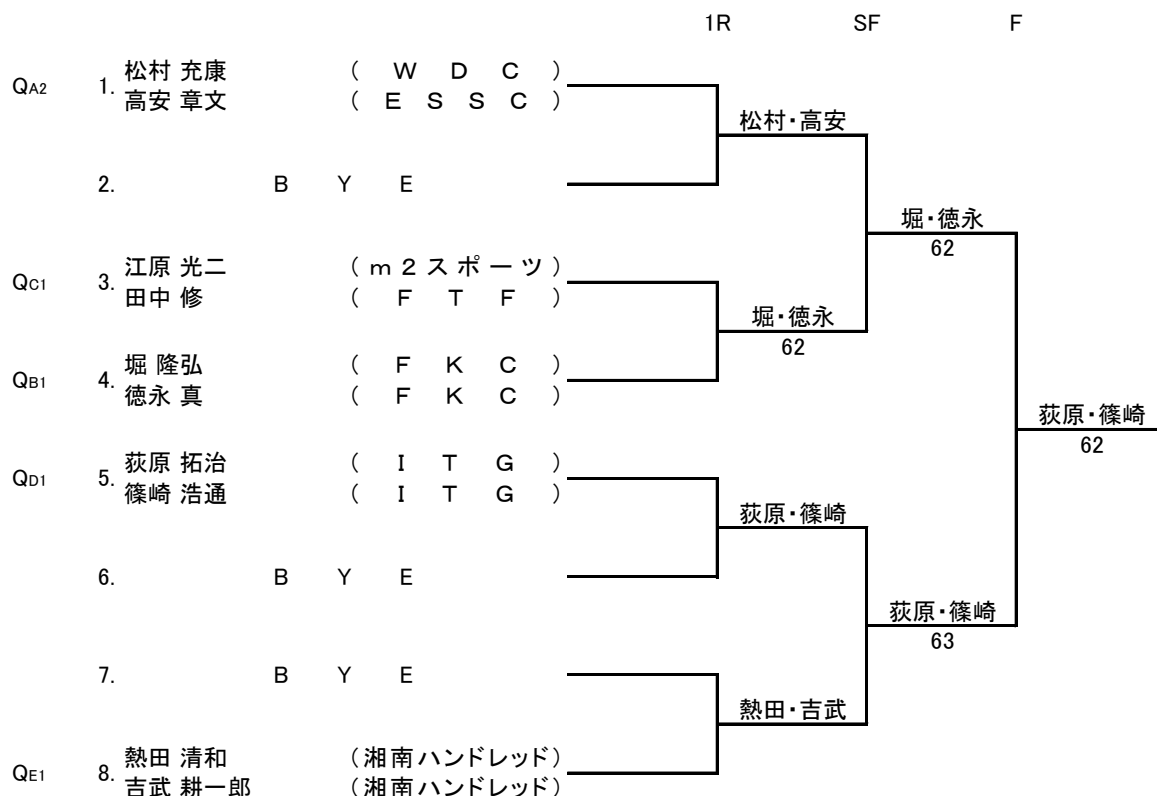 1R SF F
QA2 1. 松村 充康 ( W D C )
高安 章文 ( E S S C )
松村・高安
2. B Y E
堀・徳永
62
QC1 3. 江原 光二 ( m2スポーツ )
田中 修 ( F T F )
堀・徳永
62
QB1 4. 堀 隆弘 ( F K C )
徳永 真 ( F K C )
荻原・篠崎
62
QD1 5. 荻原 拓治 ( I T G )
篠崎 浩通 ( I T G )
荻原・篠崎
6. B Y E
荻原・篠崎
63
7. B Y E
熱田・吉武
QE1 8. 熱田 清和 (湘南ハンドレッド)
吉武 耕一郎 (湘南ハンドレッド)